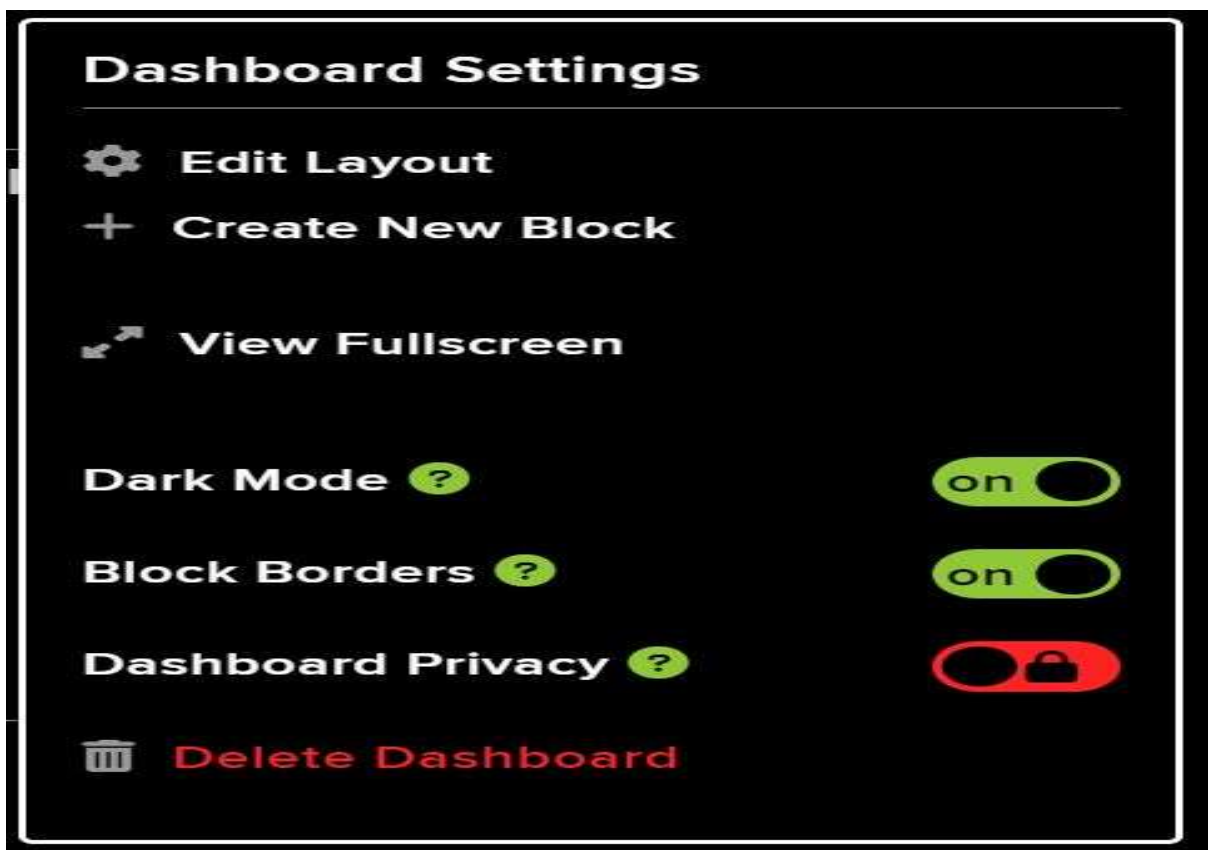 Dashboard Settings
Edit Layout
Create New Block
View Fullscreen
Dark Mode ? on
Block Borders ? on
Dashboard Privacy ?
Delete Dashboard